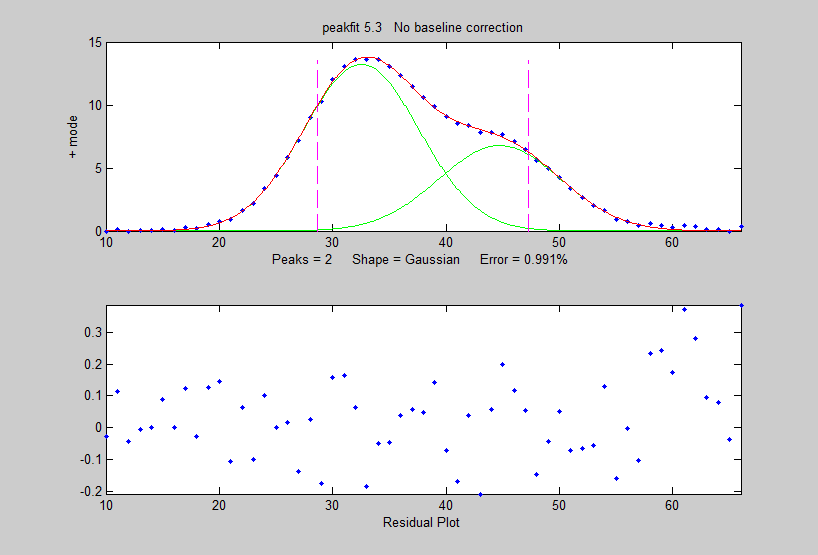 peakfit 5.3 No baseline correction
15
10
5
0
+ mode
10 20 30 40 50 60
Peaks = 2 Shape = Gaussian Error = 0.991%
0.3
0.2
0.1
0
-0.1
-0.2
10 20 30 40 50 60
Residual Plot